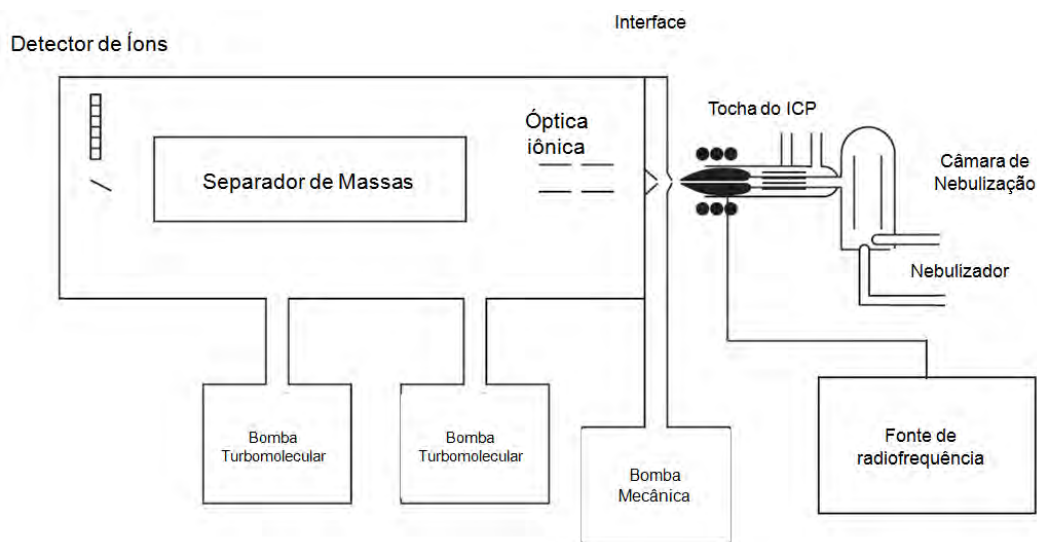 Interface
Detector de Íons
Tocha do ICP
Óptica
iônica
Câmara de
Nebulização
Separador de Massas
Nebulizador
Bomba
Turbomolecular
Bomba
Turbomolecular
Bomba
Mecânica
Fonte de
radiofrequência